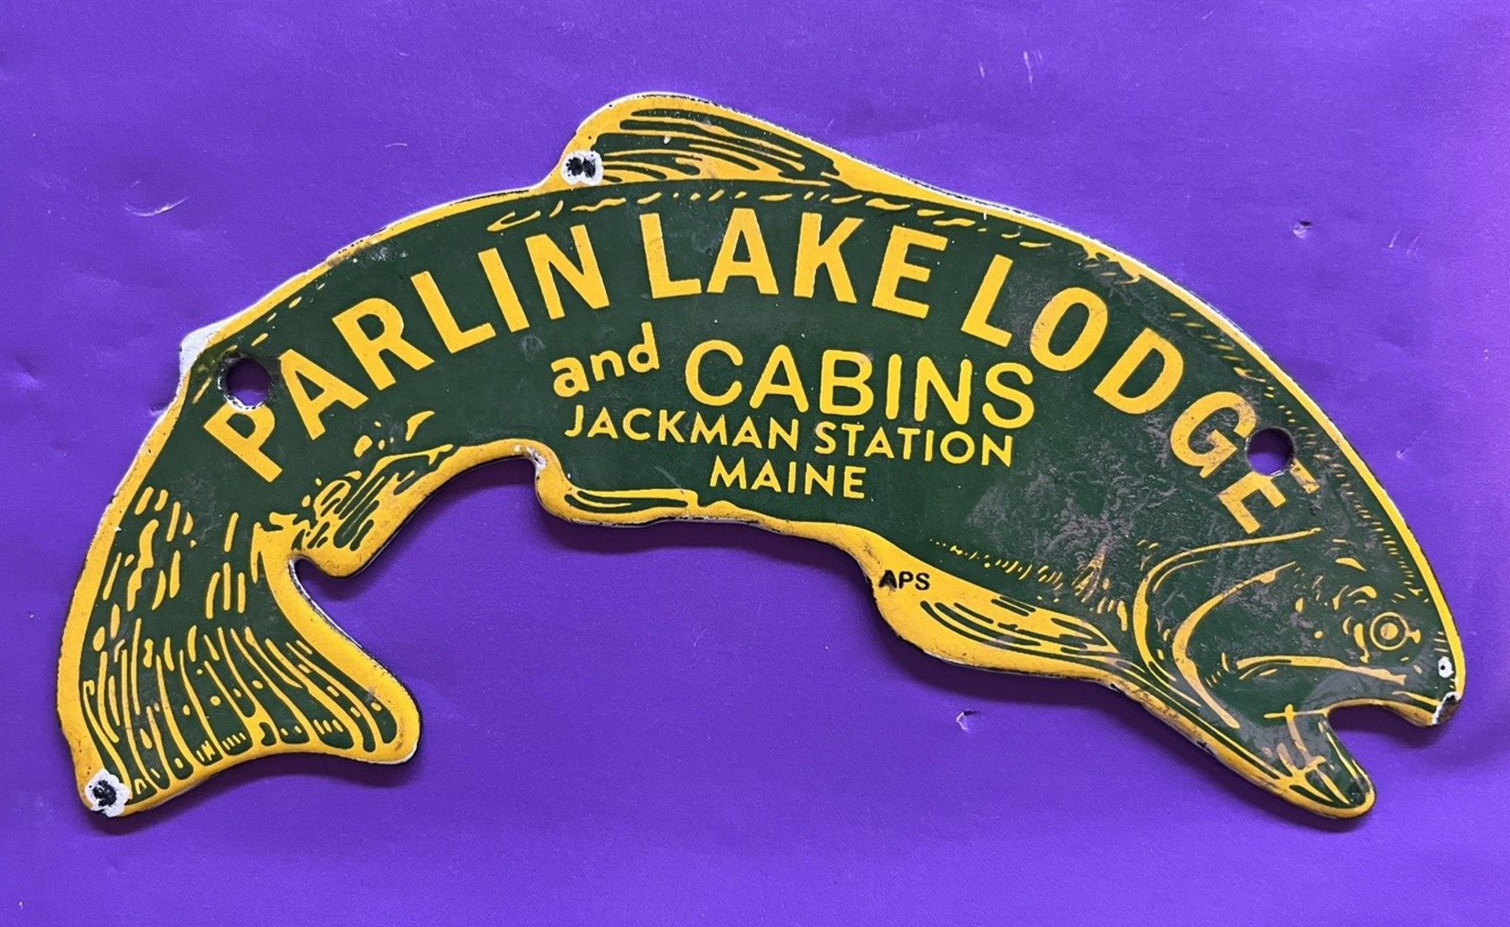 PARLIN LAKE LODGE
and CABINS
JACKMAN STATION
MAINE
APS